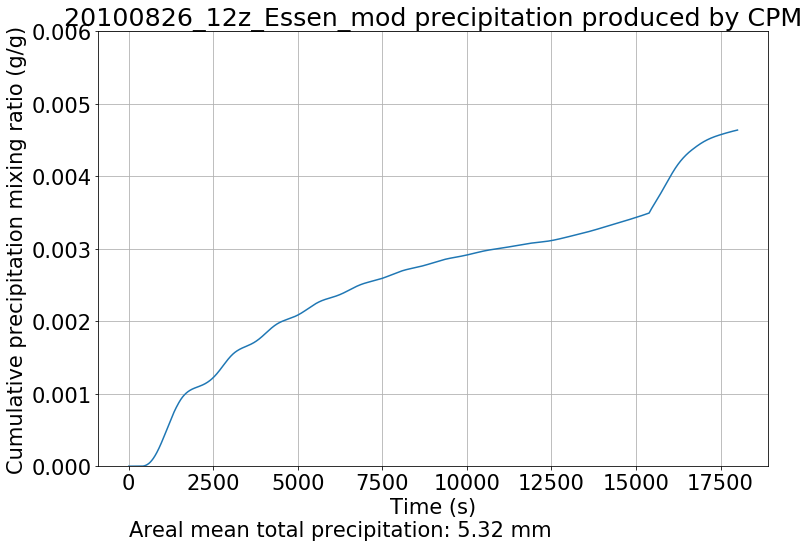 20100826_12z_Essen_mod precipitation produced by CPM
Cumulative precipitation mixing ratio (g/g)
0.006
0.005
0.004
0.003
0.002
0.001
0.000
0 2500 5000 7500 10000 12500 15000 17500
Time (s)
Areal mean total precipitation: 5.32 mm